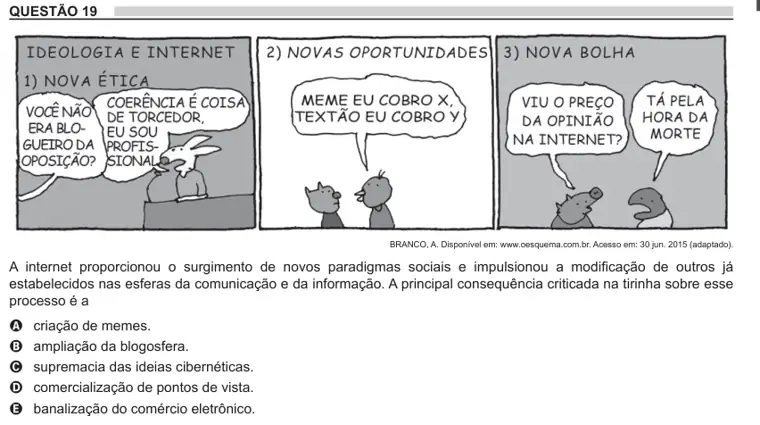 QUESTÃO 19
IDEOLOGIA E INTERNET
1) NOVA ÉTICA
VOCÊ NÃO
ERA BLO-
GUEIRO DA
OPOSIÇÃO?
COERÊNCIA É COISA
DE TORCEDOR,
EU SOU
PROFIS-
SIONAL
2) NOVAS OPORTUNIDADES
MEME EU COBRO X,
TEXTÃO EU COBRO Y
3) NOVA BOLHA
VIU O PREÇO
DA OPINIÃO
NA INTERNET?
TÁ PELA
HORA DA
MORTE
BRANCO, A. Disponível em: www.oesquema.com.br. Acesso em: 30 jun. 2015 (adaptado).
A internet proporcionou o surgimento de novos paradigmas sociais e impulsionou a modificação de outros já
estabelecidos nas esferas da comunicação e da informação. A principal consequência criticada na tirinha sobre esse
processo é a
A criação de memes.
B ampliação da blogosfera.
C supremacia das ideias cibernéticas.
D comercialização de pontos de vista.
E banalização do comércio eletrônico.